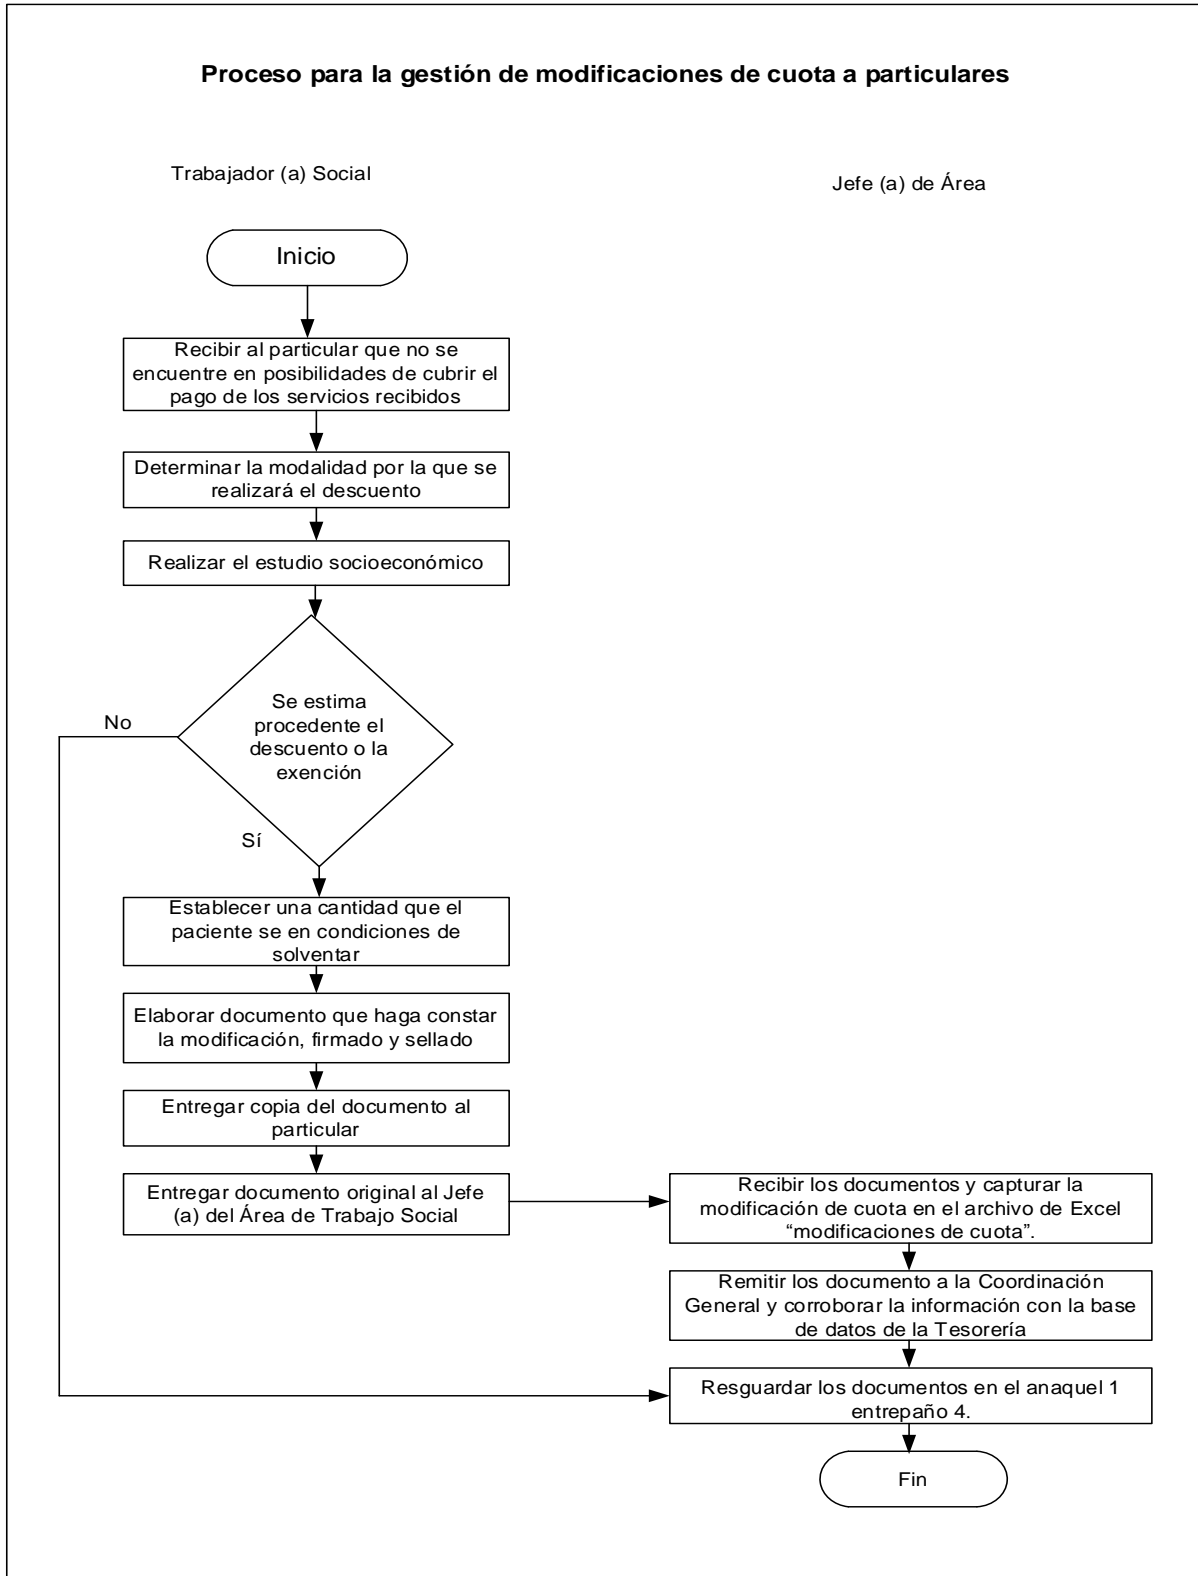 Proceso para la gestión de modificaciones de cuota a particulares
Trabajador (a) Social
Jefe (a) de Área
Inicio
Recibir al particular que no se
encuentre en posibilidades de cubrir el
pago de los servicios recibidos
Determinar la modalidad por la que se
realizará el descuento
Realizar el estudio socioeconómico
Se estima
procedente el
descuento o la
exención
No
Sí
Establecer una cantidad que el
paciente se en condiciones de
solventar
Elaborar documento que haga constar
la modificación, firmado y sellado
Entregar copia del documento al
particular
Entregar documento original al Jefe
(a) del Área de Trabajo Social
Recibir los documentos y capturar la
modificación de cuota en el archivo de Excel
“modificaciones de cuota”.
Remitir los documento a la Coordinación
General y corroborar la información con la base
de datos de la Tesorería
Resguardar los documentos en el anaquel 1
entrepaño 4.
Fin